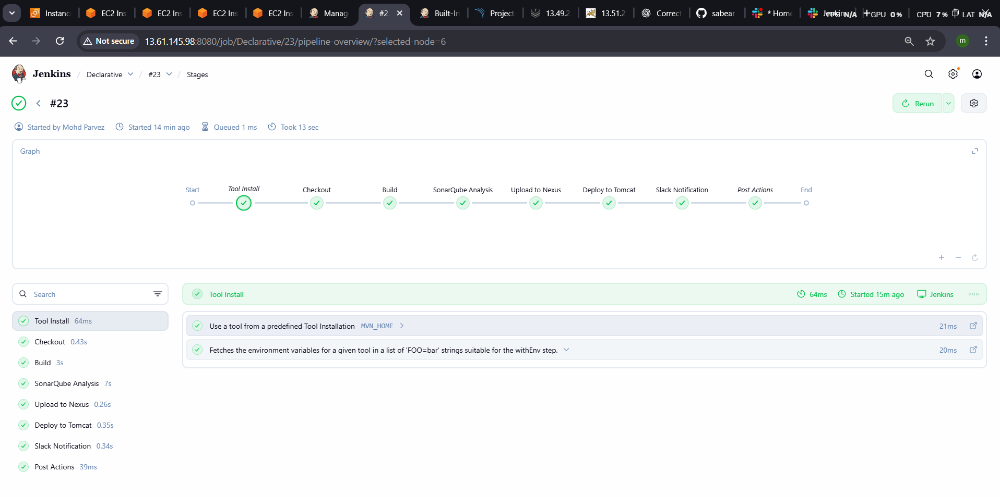 Instanc EC2 Ins EC2 Ins EC2 Ins EC2 Ins Manag #2 Built-In Project 13.49.2 13.51.2 Correct sabear_ * Home Jenkin N/A GPU 0% CPU 7% LAT N/A
Not secure 13.61.145.98:8080/job/Declarative/23/pipeline-overview/?selected-node=6 m
Jenkins / Declarative / #23 / Stages
#23 Rerun
Started by Mohd Parvez Started 14 min ago Queued 1 ms Took 13 sec
Graph
Start Tool Install Checkout Build SonarQube Analysis Upload to Nexus Deploy to Tomcat Slack Notification Post Actions End
Search
Tool Install 64ms
Checkout 0.43s
Build 3s
SonarQube Analysis 7s
Upload to Nexus 0.26s
Deploy to Tomcat 0.35s
Slack Notification 0.34s
Post Actions 39ms
Tool Install 64ms Started 15m ago Jenkins
Use a tool from a predefined Tool Installation MVN_HOME 21ms
Fetches the environment variables for a given tool in a list of 'FOO=bar' strings suitable for the withEnv step. 20ms